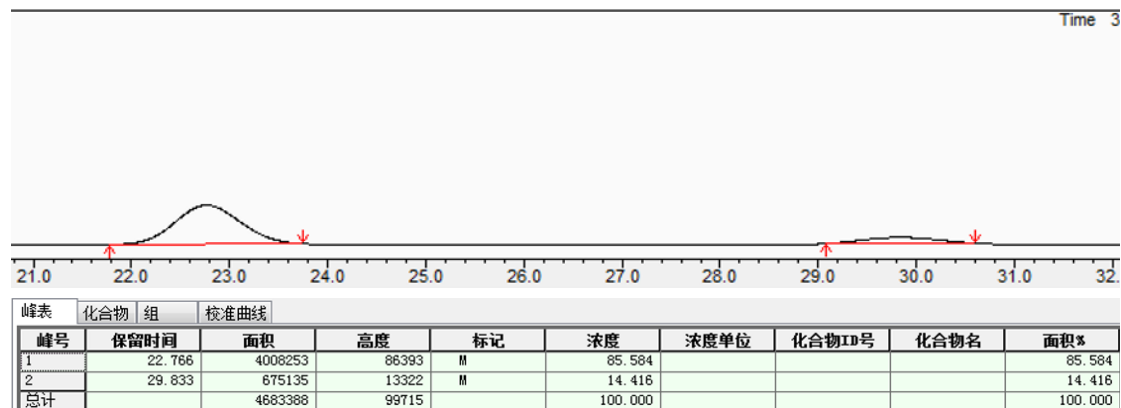 Time 3
21.0 22.0 23.0 24.0 25.0 26.0 27.0 28.0 29.0 30.0 31.0 32.
峰表 化合物 组 校准曲线
峰号 保留时间 面积 高度 标记 浓度 浓度单位 化合物ID号 化合物名 面积%
1 22.766 4008253 86393 M 85.584 85.584
2 29.833 675135 13322 M 14.416 14.416
总计 4683388 99715 100.000 100.000